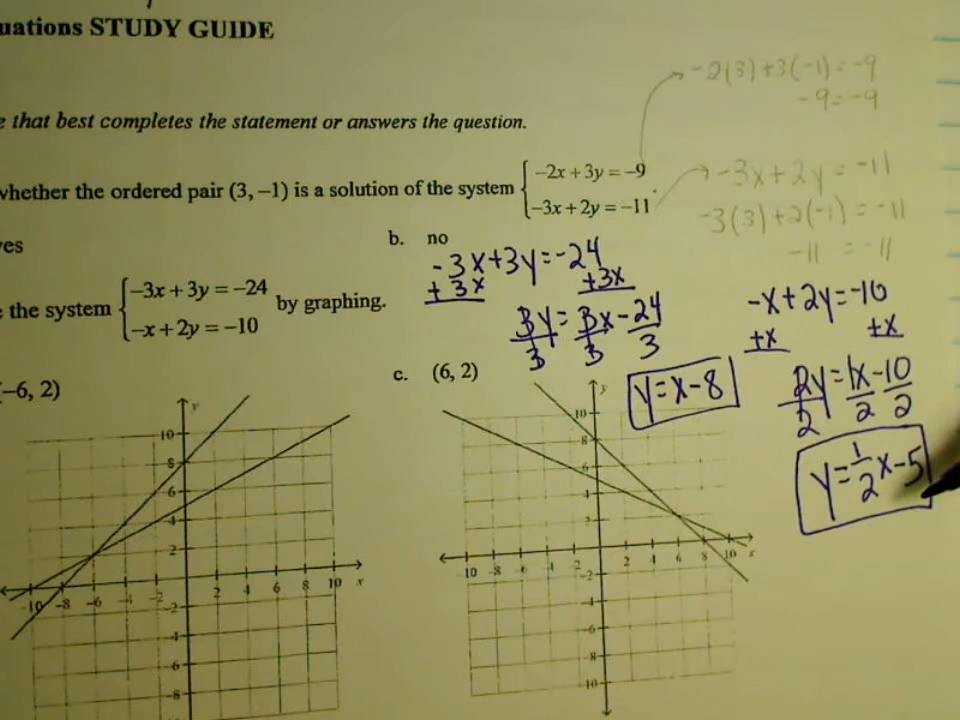 uations STUDY GUIDE
e that best completes the statement or answers the question.
-2(3)+3(-1)=-9
-9=-9
whether the ordered pair (3, −1) is a solution of the system
−2x + 3y = −9
−3x + 2y = −11
.
-3x+2y=-11
-3(3)+2(-1)=-11
-11 = -11
yes
b. no
e the system
−3x + 3y = −24
−x + 2y = −10
by graphing.
-3x+3y=-24
+3x +3x
3y=3x-24
3 3 3
y=x-8
-x+2y=-10
+x +x
2y=1x-10
2 2 2
y=1/2x-5
(−6, 2)
c. (6, 2)
y
10
8
6
4
2
-10 -8 -6 -4 -2 2 4 6 8 10 x
-2
-4
-6
-8
y
10
8
6
4
2
-10 -8 -6 -4 -2 2 4 6 8 10 x
-2
-4
-6
-8
-10